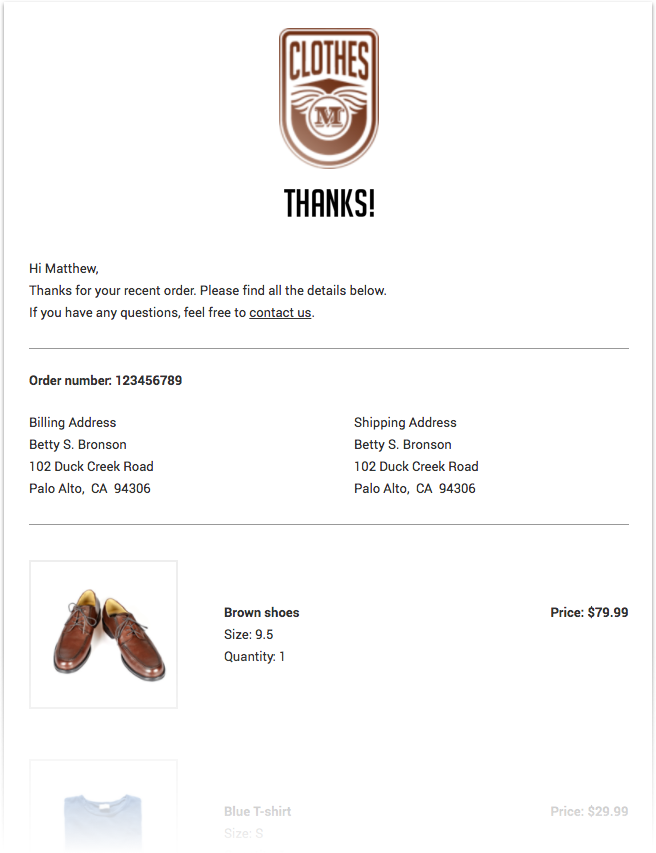 CLOTHES
M
THANKS!
Hi Matthew,
Thanks for your recent order. Please find all the details below.
If you have any questions, feel free to contact us.
Order number: 123456789
Billing Address
Betty S. Bronson
102 Duck Creek Road
Palo Alto,  CA  94306
Shipping Address
Betty S. Bronson
102 Duck Creek Road
Palo Alto,  CA  94306
Brown shoes
Price: $79.99
Size: 9.5
Quantity: 1
Blue T-shirt
Price: $29.99
Size: S